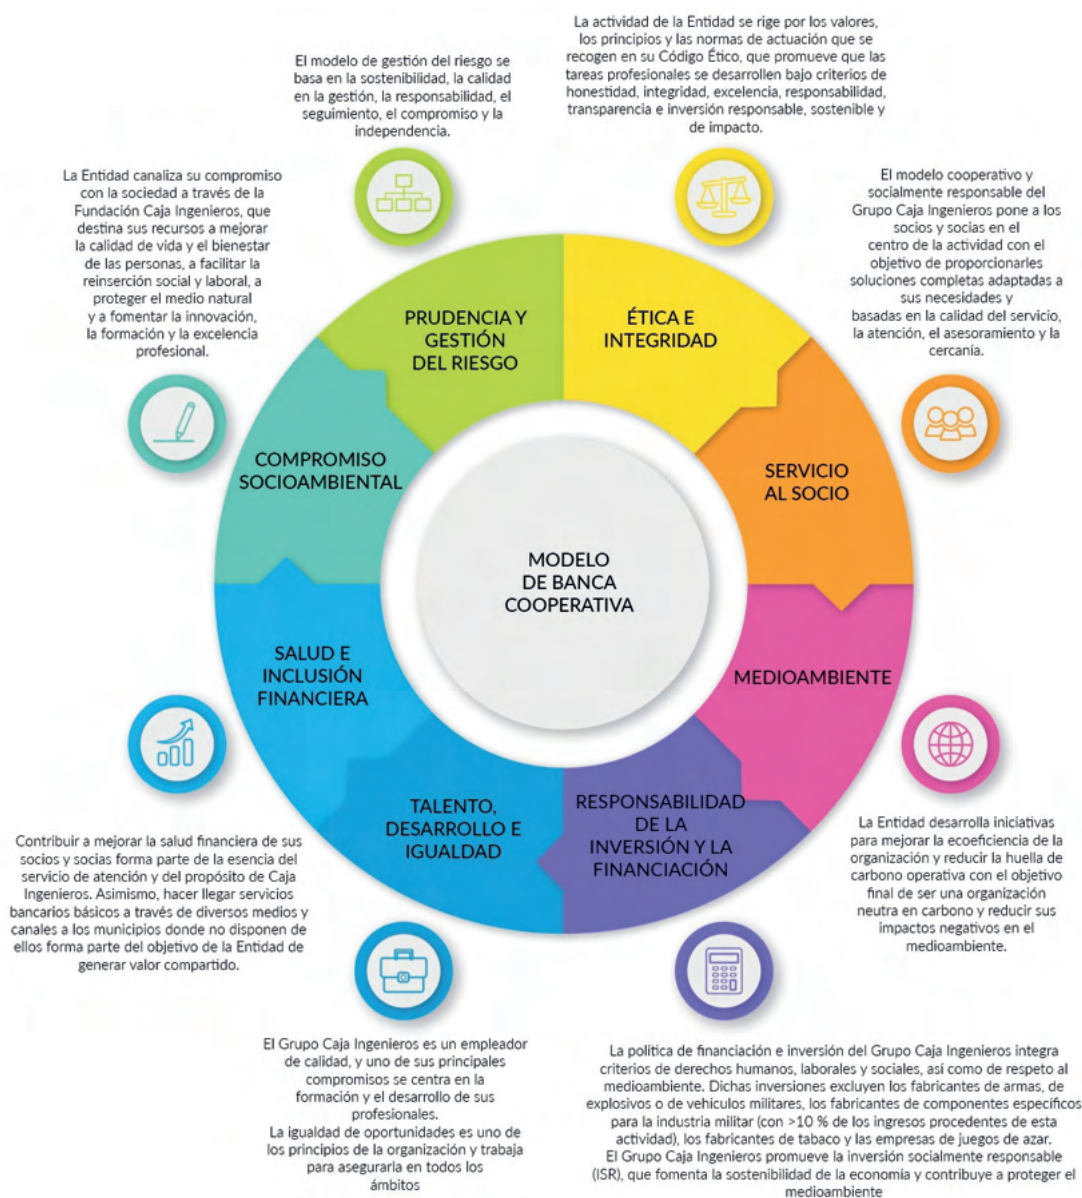 La actividad de la Entidad se rige por los valores,
los principios y las normas de actuación que se
recogen en su Código Ético, que promueve que las
tareas profesionales se desarrollen bajo criterios de
honestidad, integridad, excelencia, responsabilidad,
transparencia e inversión responsable, sostenible y
de impacto.
El modelo de gestión del riesgo se
basa en la sostenibilidad, la calidad
en la gestión, la responsabilidad, el
seguimiento, el compromiso y la
independencia.
La Entidad canaliza su compromiso
con la sociedad a través de la
Fundación Caja Ingenieros, que
destina sus recursos a mejorar
la calidad de vida y el bienestar
de las personas, a facilitar la
reinserción social y laboral, a
proteger el medio natural
y a fomentar la innovación,
la formación y la excelencia
profesional.
El modelo cooperativo y
socialmente responsable del
Grupo Caja Ingenieros pone a los
socios y socias en el
centro de la actividad con el
objetivo de proporcionarles
soluciones completas adaptadas a
sus necesidades y
basadas en la calidad del servicio,
la atención, el asesoramiento y la
cercanía.
PRUDENCIA Y
GESTIÓN
DEL RIESGO
ÉTICA E
INTEGRIDAD
COMPROMISO
SOCIOAMBIENTAL
SERVICIO
AL SOCIO
MODELO
DE BANCA
COOPERATIVA
SALUD E
INCLUSIÓN
FINANCIERA
MEDIOAMBIENTE
TALENTO,
DESARROLLO E
IGUALDAD
RESPONSABILIDAD
DE LA
INVERSIÓN Y LA
FINANCIACIÓN
Contribuir a mejorar la salud financiera de sus
socios y socias forma parte de la esencia del
servicio de atención y del propósito de Caja
Ingenieros. Asimismo, hacer llegar servicios
bancarios básicos a través de diversos medios y
canales a los municipios donde no disponen de
ellos forma parte del objetivo de la Entidad de
generar valor compartido.
La Entidad desarrolla iniciativas
para mejorar la ecoeficiencia de la
organización y reducir la huella de
carbono operativa con el objetivo
final de ser una organización
neutra en carbono y reducir sus
impactos negativos en el
medioambiente.
El Grupo Caja Ingenieros es un empleador
de calidad, y uno de sus principales
compromisos se centra en la
formación y el desarrollo de sus
profesionales.
La igualdad de oportunidades es uno de
los principios de la organización y trabaja
para asegurarla en todos los
ámbitos
La política de financiación e inversión del Grupo Caja Ingenieros integra
criterios de derechos humanos, laborales y sociales, así como de respeto al
medioambiente. Dichas inversiones excluyen los fabricantes de armas, de
explosivos o de vehículos militares, los fabricantes de componentes específicos
para la industria militar (con >10 % de los ingresos procedentes de esta
actividad), los fabricantes de tabaco y las empresas de juegos de azar.
El Grupo Caja Ingenieros promueve la inversión socialmente responsable
(ISR), que fomenta la sostenibilidad de la economía y contribuye a proteger el
medioambiente